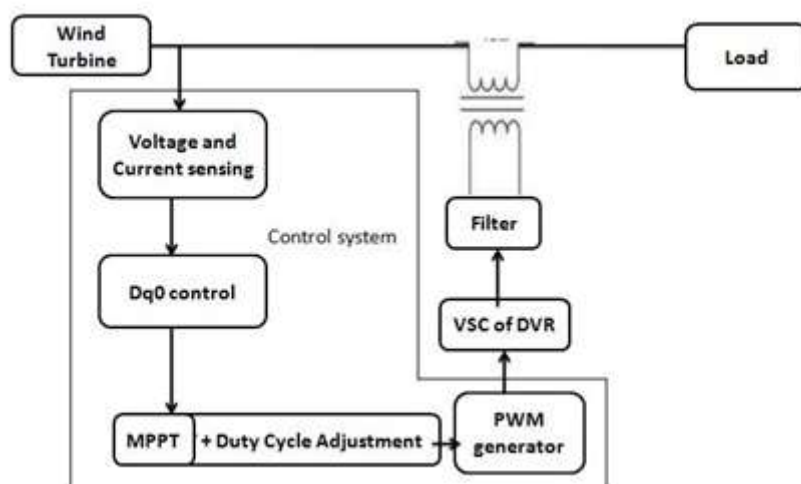 Wind
Turbine
Load
Voltage and
Current sensing
Filter
Control system
Dq0 control
VSC of DVR
MPPT
+ Duty Cycle Adjustment
PWM
generator